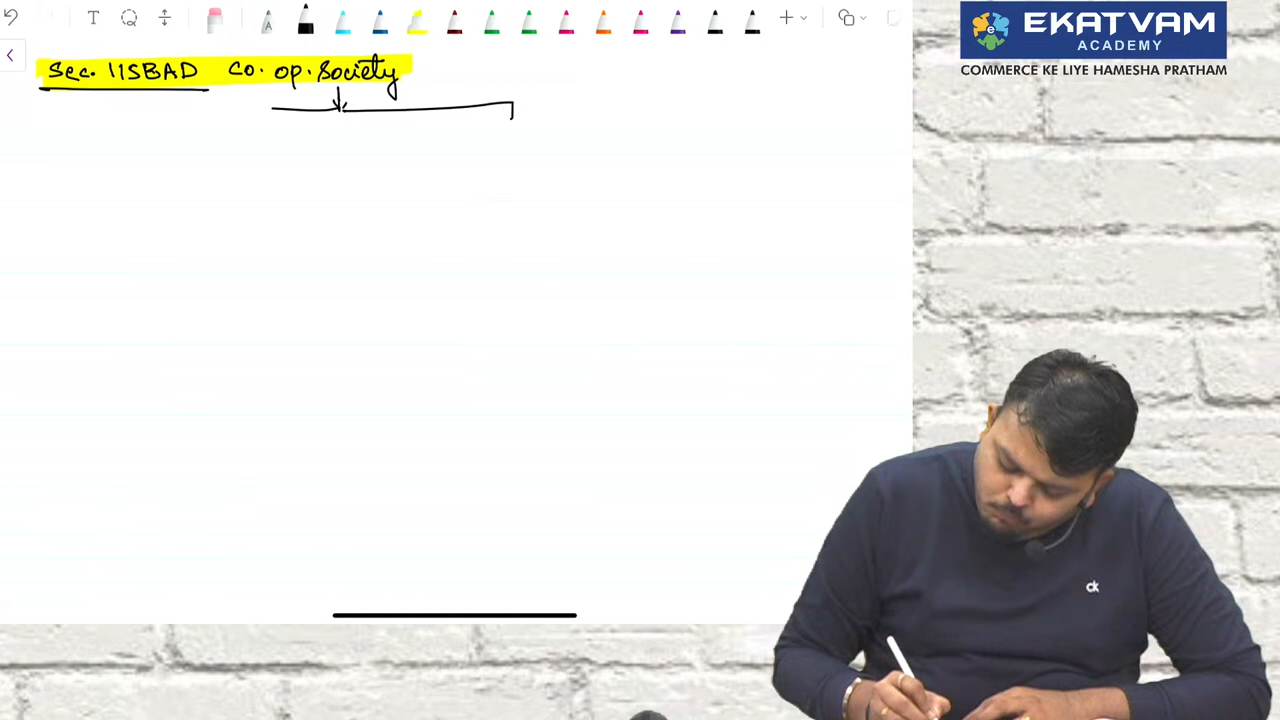 Sec. 115BAD Co. op. Society
EKATVAM
ACADEMY
COMMERCE KE LIYE HAMESHA PRATHAM